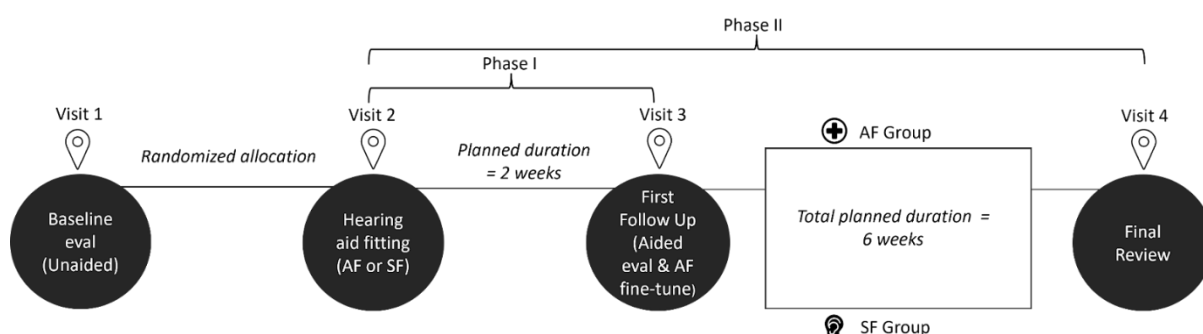 Phase II
Phase I
Visit 1
Visit 2
Visit 3
Visit 4
Randomized allocation
Planned duration
= 2 weeks
AF Group
Baseline
eval
(Unaided)
Hearing
aid fitting
(AF or SF)
First
Follow Up
(Aided
eval & AF
fine-tune)
Total planned duration =
6 weeks
Final
Review
SF Group